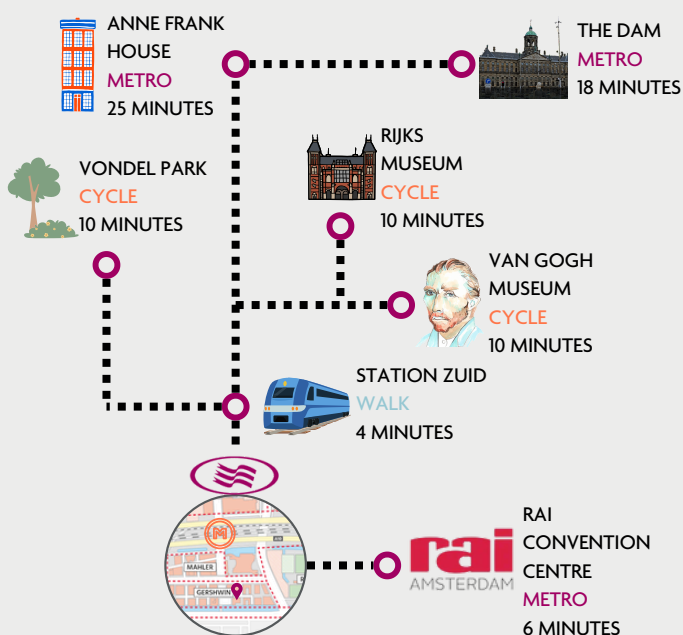 ANNE FRANK
HOUSE
METRO
25 MINUTES
THE DAM
METRO
18 MINUTES
RIJKS
MUSEUM
CYCLE
10 MINUTES
VONDEL PARK
CYCLE
10 MINUTES
VAN GOGH
MUSEUM
CYCLE
10 MINUTES
STATION ZUID
WALK
4 MINUTES
M
MAHLER
GERSHWIN
rai
AMSTERDAM
RAI
CONVENTION
CENTRE
METRO
6 MINUTES